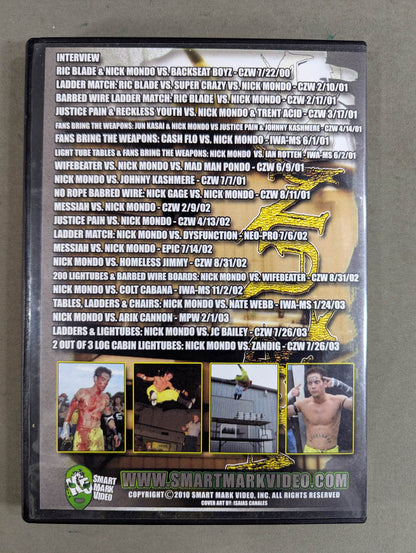 INTERVIEW
RIC BLADE & NICK MONDO VS. BACKSEAT BOYZ - CZW 7/22/00
LADDER MATCH: RIC BLADE VS. SUPER CRAZY VS. NICK MONDO - CZW 2/10/01
BARBED WIRE LADDER MATCH: RIC BLADE VS. NICK MONDO - CZW 2/17/01
JUSTICE PAIN & RECKLESS YOUTH VS. NICK MONDO & TRENT ACID - CZW 3/17/01
FANS BRING THE WEAPONS: JUN KASAI & NICK MONDO VS JUSTICE PAIN & JOHNNY KASHMERE - CZW 4/14/01
FANS BRING THE WEAPONS: CASH FLO VS. NICK MONDO - IWA-MS 6/1/01
LIGHT TUBE TABLES & FANS BRING THE WEAPONS: NICK MONDO VS. IAN ROTTEN - IWA-MS 6/2/01
WIFEBEATER VS. MAD MAN PONDO - CZW 6/9/01
NICK MONDO VS. JOHNNY KASHMERE - CZW 7/7/01
NO ROPE BABRED WIRE: NICK GAGE VS. NICK MONDO - CZW 8/11/01
MESSIAH VS. NICK MONDO - CZW 2/9/02
JUSTICE PAIN VS. NICK MONDO - CZW 4/13/02
LADDER MATCH: NICK MONDO VS. DYSFUNCTION - NEO-PRO 7/6/02
MESSIAH VS. NICK MONDO - EPIC 7/14/02
NICK MONDO VS. HOMELESS JIMMY - CZW 8/31/02
200 LIGHTUBES & BARBED WIRE BOARDS: NICK MONDO VS. WIFEBEATER - CZW 8/31/02
NICK MONDO VS. COLT CABANA - IWA-MS 11/2/02
TABLES, LADDERS & CHAIRS: NICK MONDO VS. NATE WEBB - IWA-MS 1/24/03
NICK MONDO VS. ARIK CANNON - MPW 2/1/03
LADDERS & LIGHTUBES: NICK MONDO VS. JC BAILEY - CZW 7/26/03
2 OUT OF 3 LOG CABIN LIGHTUBES: NICK MONDO VS. ZANDIG - CZW 7/26/03
SMART
MARK
VIDEO
WWW.SMARTMARKVIDEO.COM
COPYRIGHT©2010 SMART MARK VIDEO, INC. ALL RIGHTS RESERVED
COVER ART BY: ISAIAS CANALES